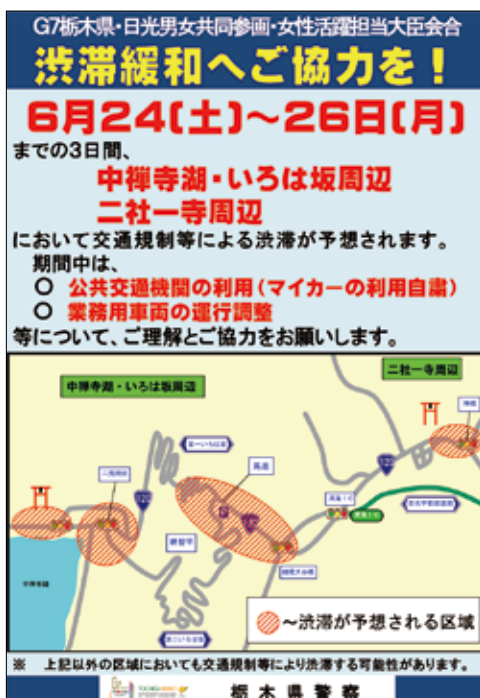 G7栃木県・日光男女共同参画・女性活躍担当大臣会合
渋滞緩和へご協力を！
6月24(土)～26日(月)
までの3日間、
中禅寺湖・いろは坂周辺
二社一寺周辺
において交通規制等による渋滞が予想されます。
期間中は、
○ 公共交通機関の利用(マイカーの利用自粛)
○ 業務用車両の運行調整
等について、ご理解とご協力をお願いします。
二社一寺周辺
中禅寺湖・いろは坂周辺
神橋
馬返
120
120
中禅寺湖
～渋滞が予想される区域
※ 上記以外の区域においても交通規制等により渋滞する可能性があります。
栃木県警察